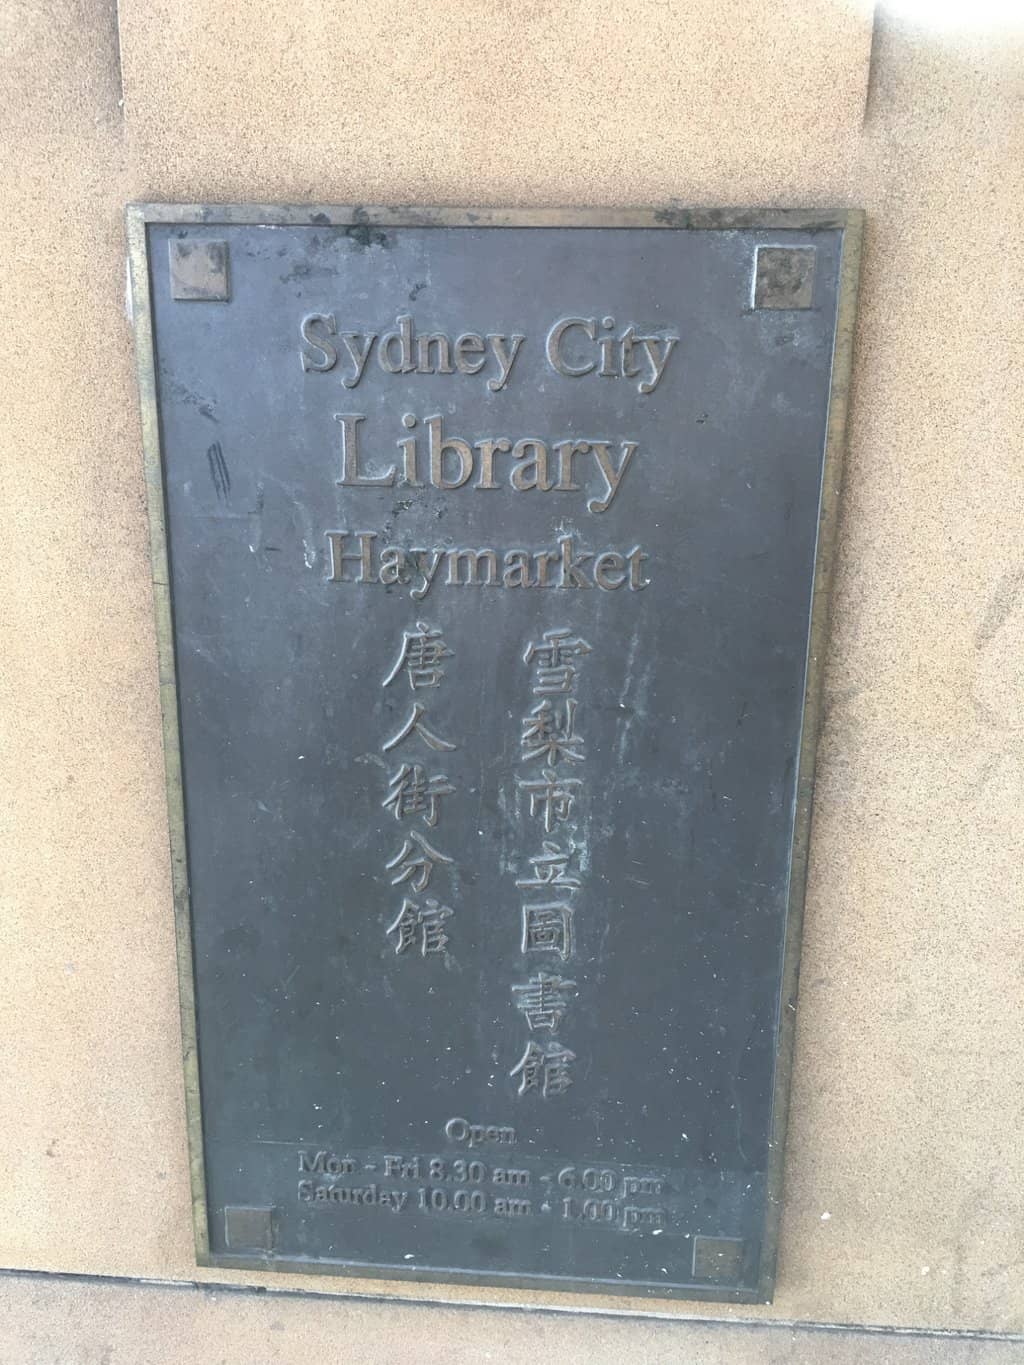 Sydney City
Library
Haymarket
雪梨市立圖書館
唐人街分館
Open
Mon - Fri 8.30 am - 6.00 pm
Saturday 10.00 am - 1.00 pm